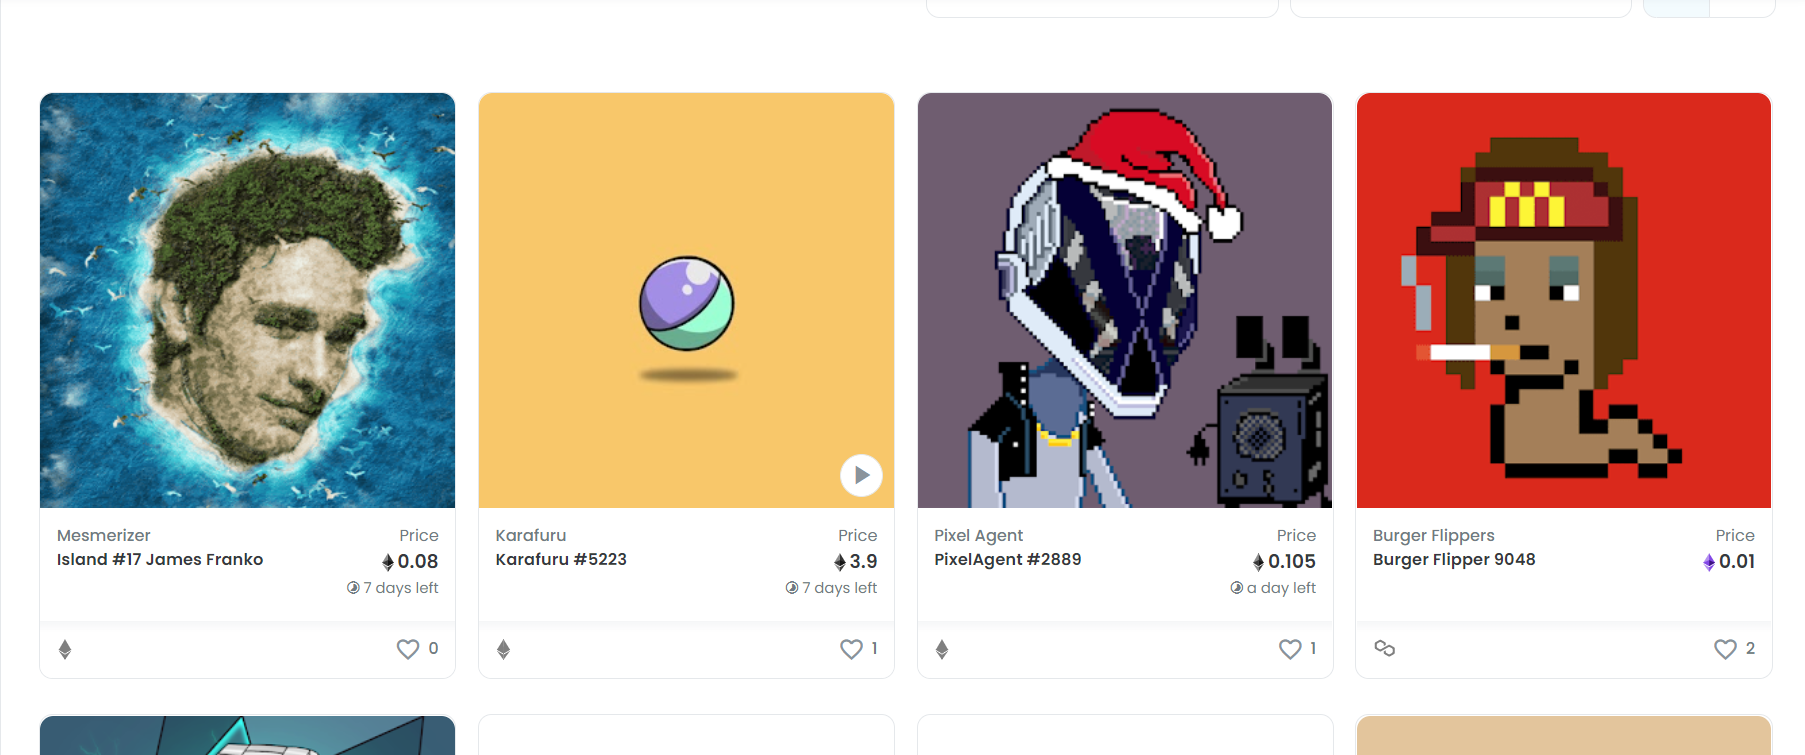 Mesmerizer
Price
Island #17 James Franko
0.08
7 days left
0
Karafuru
Price
Karafuru #5223
3.9
7 days left
1
Pixel Agent
Price
PixelAgent #2889
0.105
a day left
1
Burger Flippers
Price
Burger Flipper 9048
0.01
2